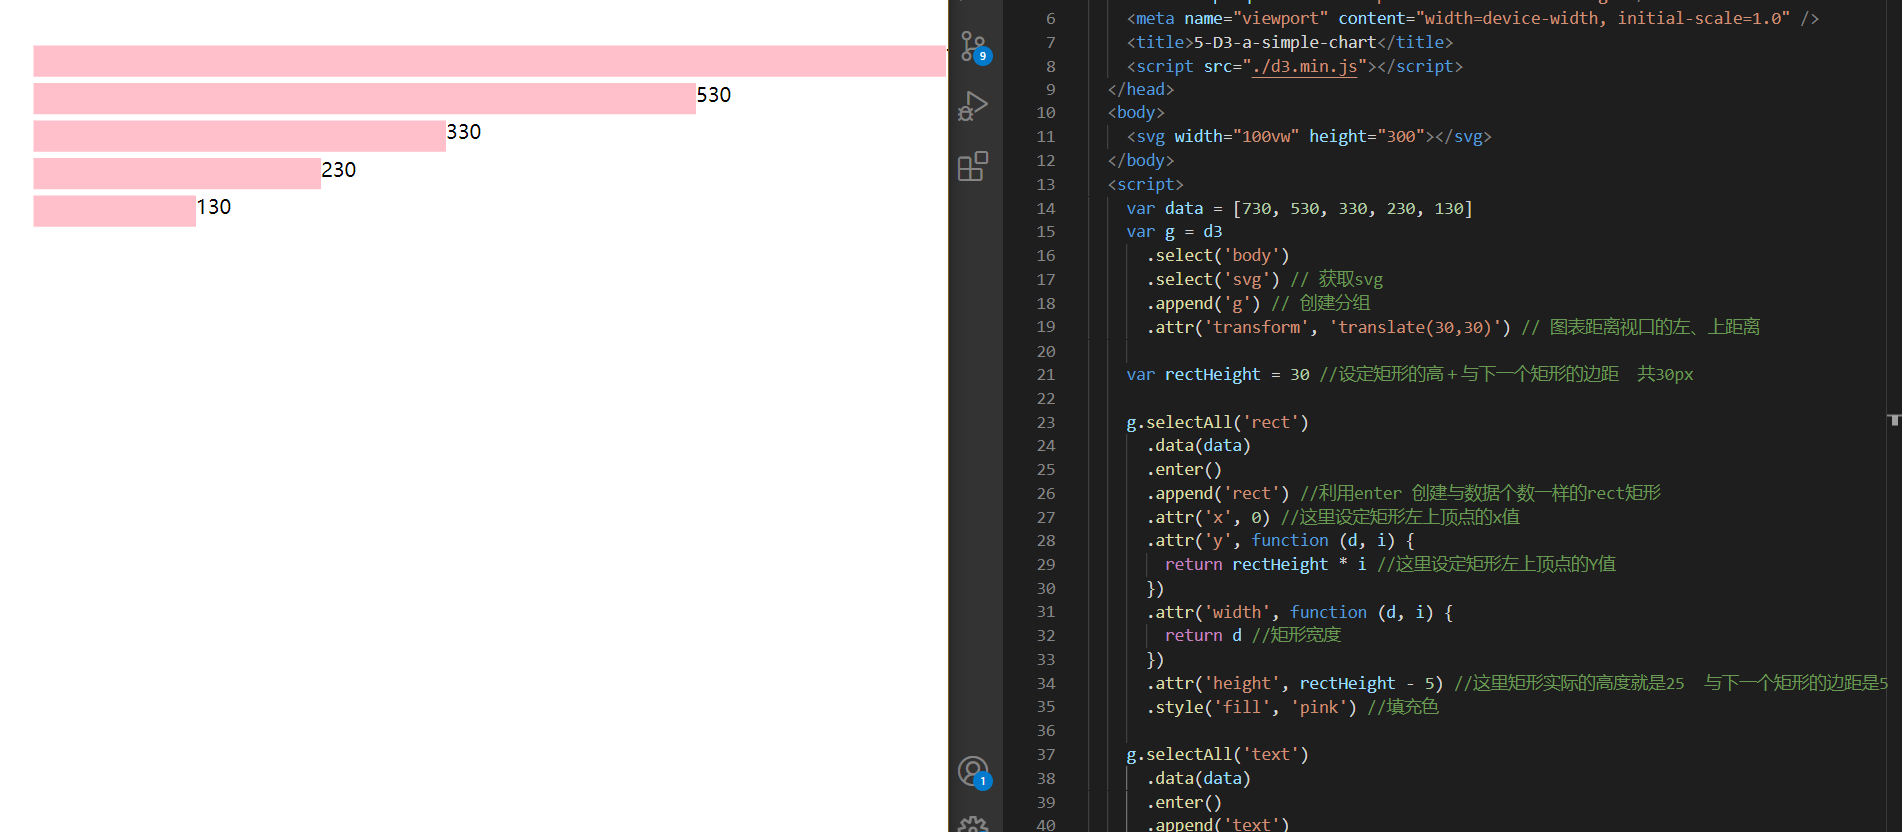 530
330
230
130
9
1
6 <meta name="viewport" content="width=device-width, initial-scale=1.0" />
7 <title>5-D3-a-simple-chart</title>
8 <script src="./d3.min.js"></script>
9 </head>
10 <body>
11 <svg width="100vw" height="300"></svg>
12 </body>
13 <script>
14 var data = [730, 530, 330, 230, 130]
15 var g = d3
16 .select('body')
17 .select('svg') // 获取svg
18 .append('g') // 创建分组
19 .attr('transform', 'translate(30,30)') // 图表距离视口的左、上距离
20
21 var rectHeight = 30 //设定矩形的高＋与下一个矩形的边距 共30px
22
23 g.selectAll('rect')
24 .data(data)
25 .enter()
26 .append('rect') //利用enter 创建与数据个数一样的rect矩形
27 .attr('x', 0) //这里设定矩形左上顶点的x值
28 .attr('y', function (d, i) {
29 return rectHeight * i //这里设定矩形左上顶点的Y值
30 })
31 .attr('width', function (d, i) {
32 return d //矩形宽度
33 })
34 .attr('height', rectHeight - 5) //这里矩形实际的高度就是25 与下一个矩形的边距是5
35 .style('fill', 'pink') //填充色
36
37 g.selectAll('text')
38 .data(data)
39 .enter()
40 .append('text')